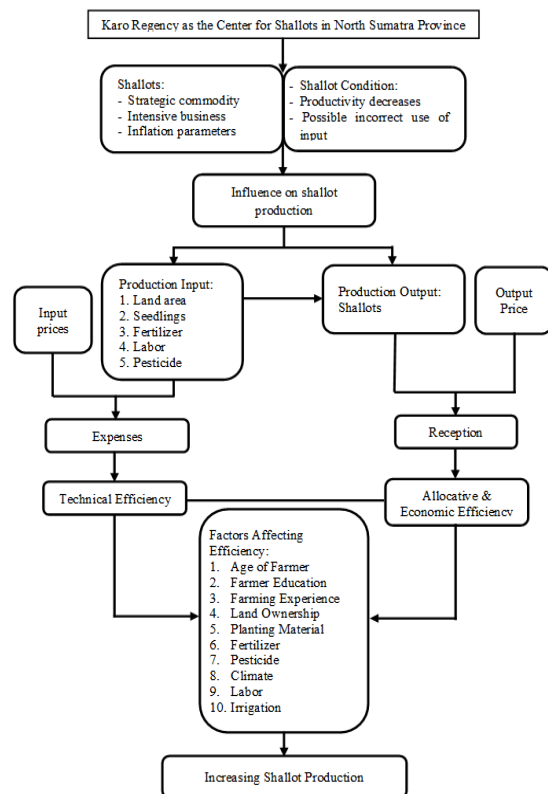 Karo Regency as the Center for Shallots in North Sumatra Province
Shallots:
- Strategic commodity
- Intensive business
- Inflation parameters
- Shallot Condition:
- Productivity decreases
- Possible incorrect use of
input
Influence on shallot
production
Input
prices
Production Input:
1. Land area
2. Seedlings
3. Fertilizer
4. Labor
5. Pesticide
Production Output:
Shallots
Output
Price
Expenses
Reception
Technical Efficiency
Allocative &
Economic Efficiency
Factors Affecting
Efficiency:
1. Age of Farmer
2. Farmer Education
3. Farming Experience
4. Land Ownership
5. Planting Material
6. Fertilizer
7. Pesticide
8. Climate
9. Labor
10. Irrigation
Increasing Shallot Production